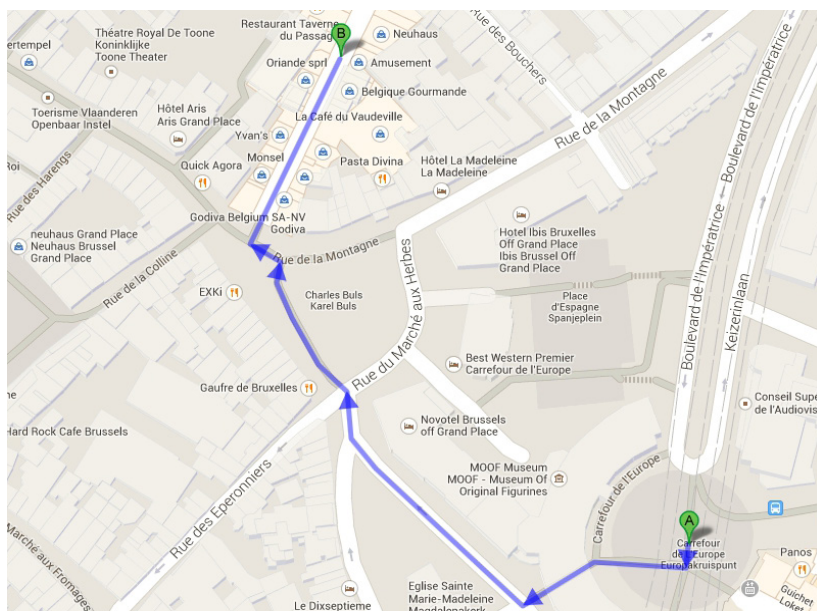 Restaurant Taverne
du Passag
B
Neuhaus
Théatre Royal De Toone
Koninklijke
Toone Theater
ertempel
Oriande sprl
Amusement
Rue des Bouchers
Belgique Gourmande
Toerisme Vlaanderen
Openbaar Instel
Hôtel Aris
Aris Grand Place
La Café du Vaudeville
Rue de la Montagne
Boulevard de l'Impératrice
Yvan's
Roi
Rue des Harengs
Quick Agora
Monsel
Pasta Divina
Hôtel La Madeleine
La Madeleine
Godiva Belgium SA-NV
Godiva
neuhaus Grand Place
Neuhaus Brussel
Grand Place
Rue de la Colline
Rue de la Montagne
Hotel Ibis Bruxelles
Off Grand Place
Ibis Brussel Off
Grand Place
Boulevard de l'Impératrice
Keizerinlaan
EXKi
Charles Buls
Karel Buls
Rue du Marché aux Herbes
Place
d'Espagne
Spanjeplein
Best Western Premier
Carrefour de l'Europe
Gaufre de Bruxelles
Hard Rock Cafe Brussels
Novotel Brussels
off Grand Place
Conseil Supe
de l'Audiovis
MOOF Museum
MOOF - Museum Of
Original Figurines
Carrefour de l'Europe
Rue des Eperonniers
A
Carrefour
de L'Europe
Europakruispunt
Marché aux Fromages
Panos
Guichet
Loket
Eglise Sainte
Marie-Madeleine
Magdalenakerk
Le Dixseptieme